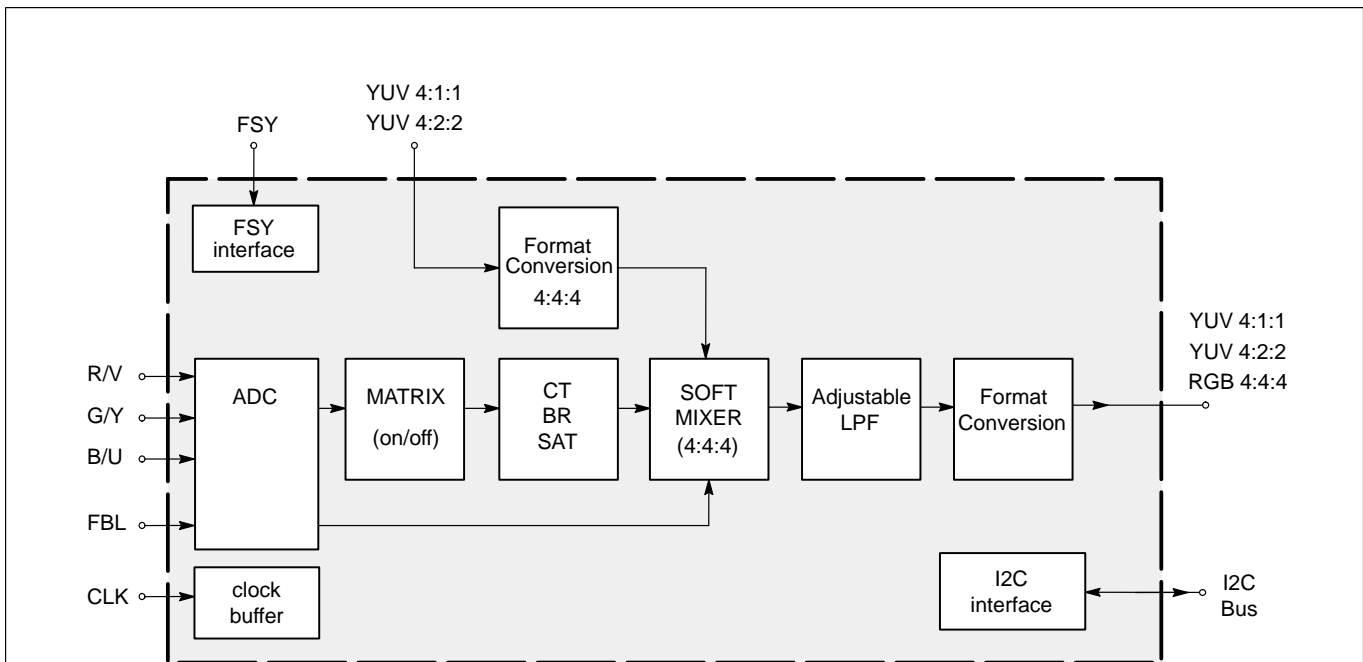 YUV 4:1:1
YUV 4:2:2
FSY
FSY
interface
Format
Conversion
4:4:4
YUV 4:1:1
YUV 4:2:2
RGB 4:4:4
R/V
G/Y
B/U
FBL
CLK
ADC
MATRIX
(on/off)
CT
BR
SAT
SOFT
MIXER
(4:4:4)
Adjustable
LPF
Format
Conversion
clock
buffer
I2C
interface
I2C
Bus